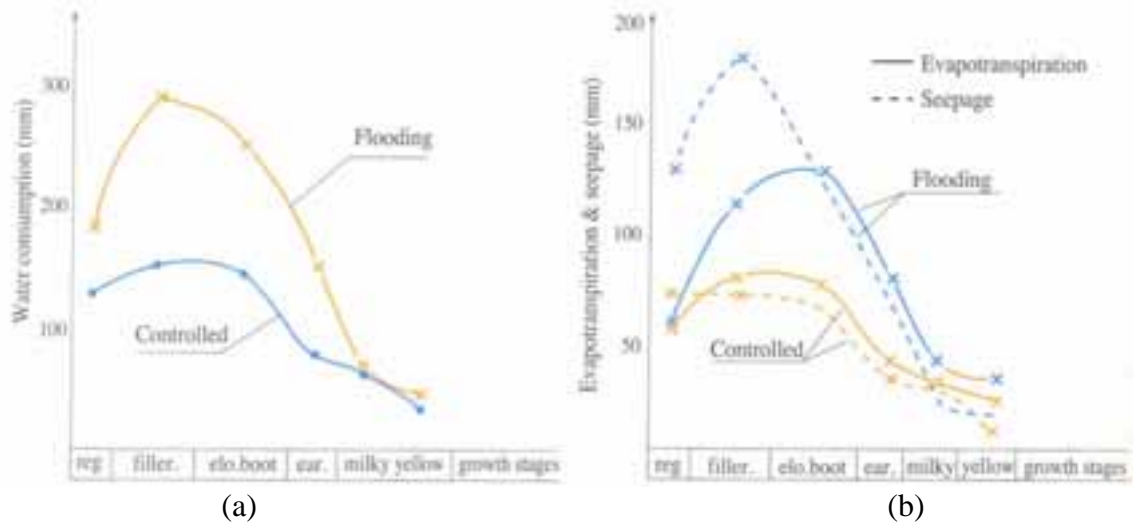 Water consumption (mm)
300
200
100
Flooding
Controlled
reg filler. elo.boot ear. milky yellow growth stages
(a)
Evapotranspiration & seepage (mm)
200
150
100
50
Evapotranspiration
Seepage
Flooding
Controlled
reg filler. elo.boot ear. milky yellow growth stages
(b)